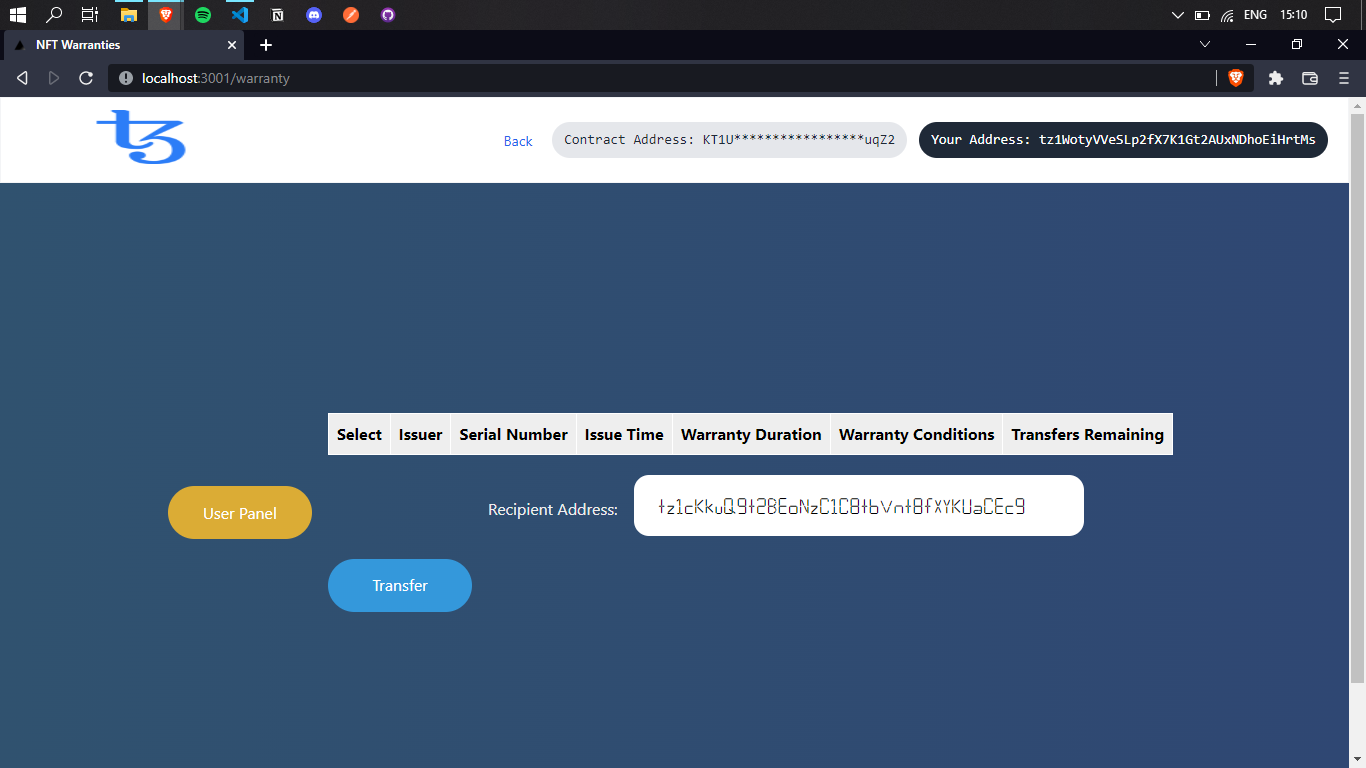 ENG 15:10
NFT Warranties
localhost:3001/warranty
Back Contract Address: KT1U*****************uqZ2 Your Address: tz1WotyVVeSLp2fX7K1Gt2AUxNDhoEiHrtMs
Select Issuer Serial Number Issue Time Warranty Duration Warranty Conditions Transfers Remaining
User Panel
Recipient Address: tz1cKkuQ9t2BEoNzC1C8tbVnt8fXYKUaCEc9
Transfer